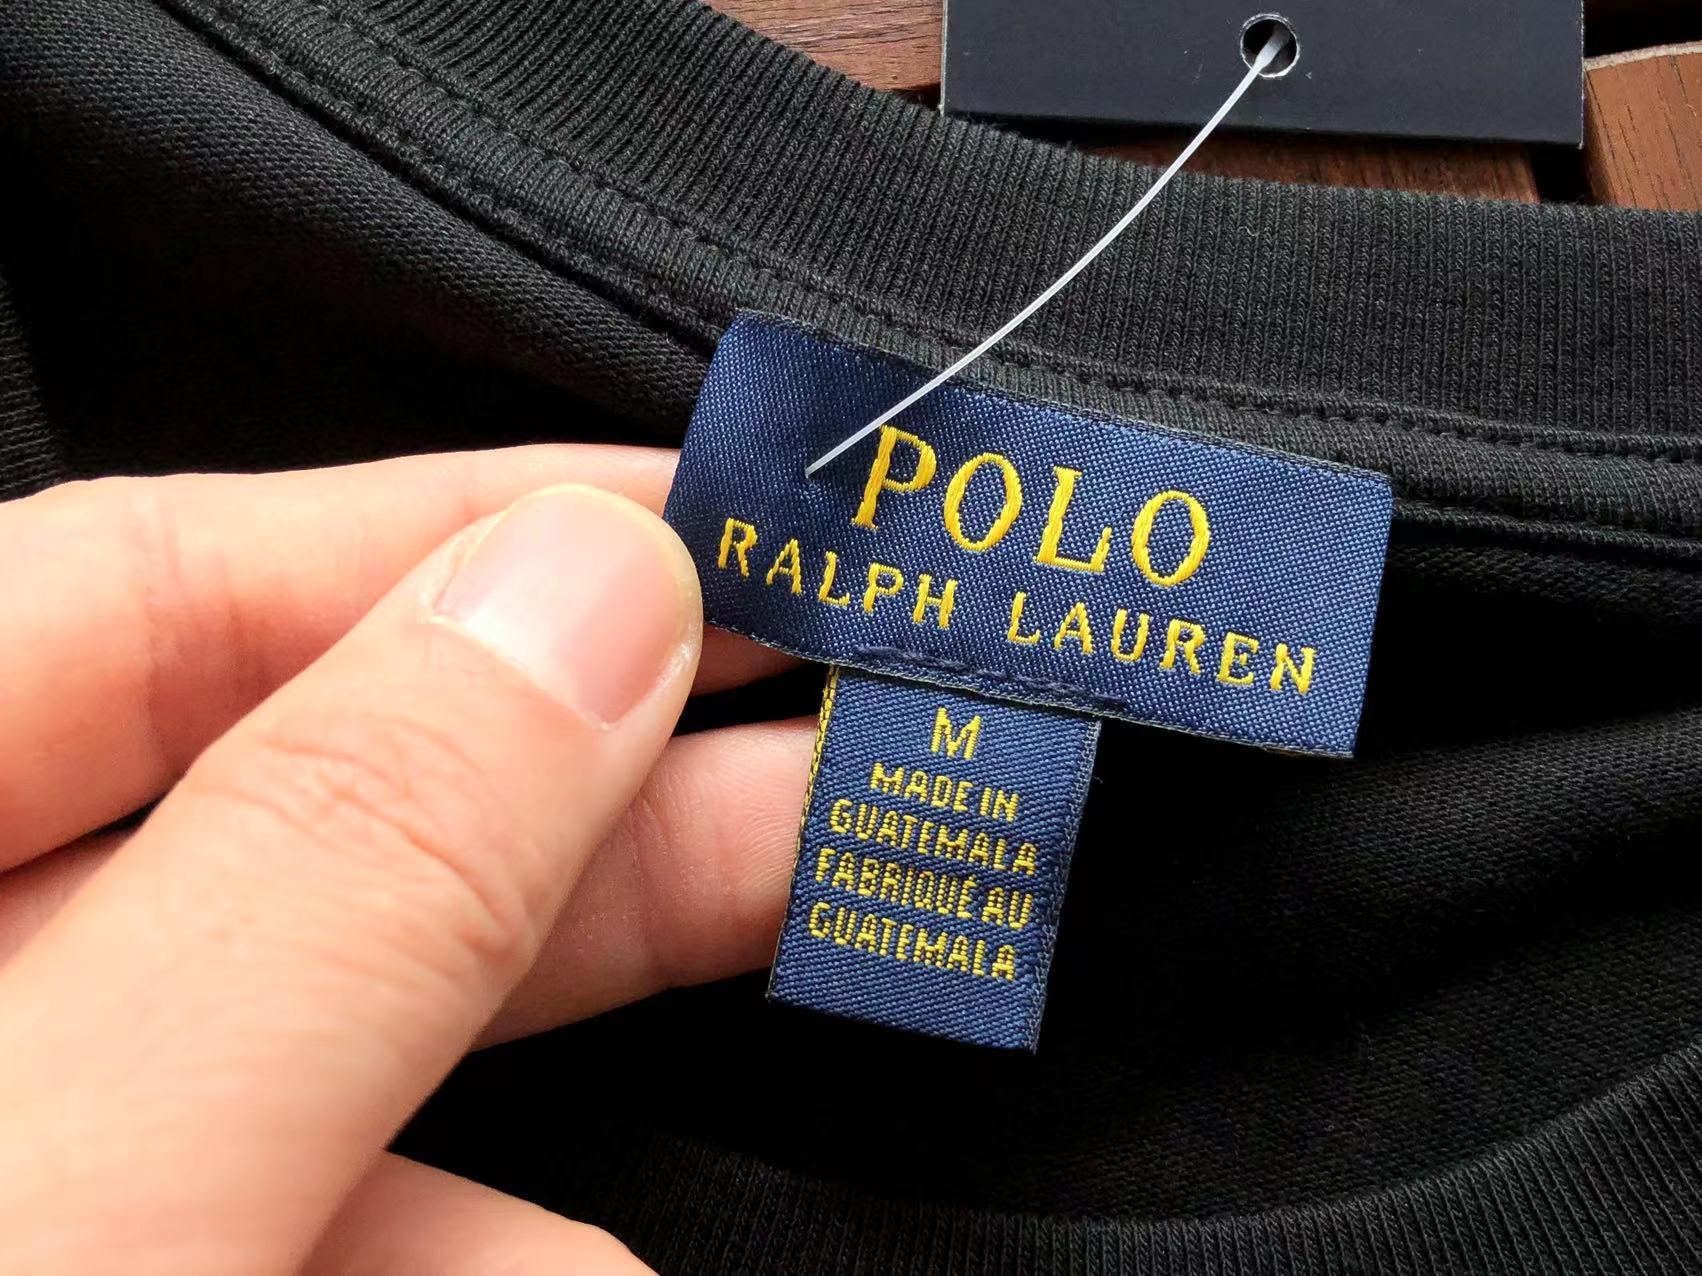 POLO
RALPH LAUREN
M
MADE IN
GUATEMALA
FABRIQUÉ AU
GUATEMALA